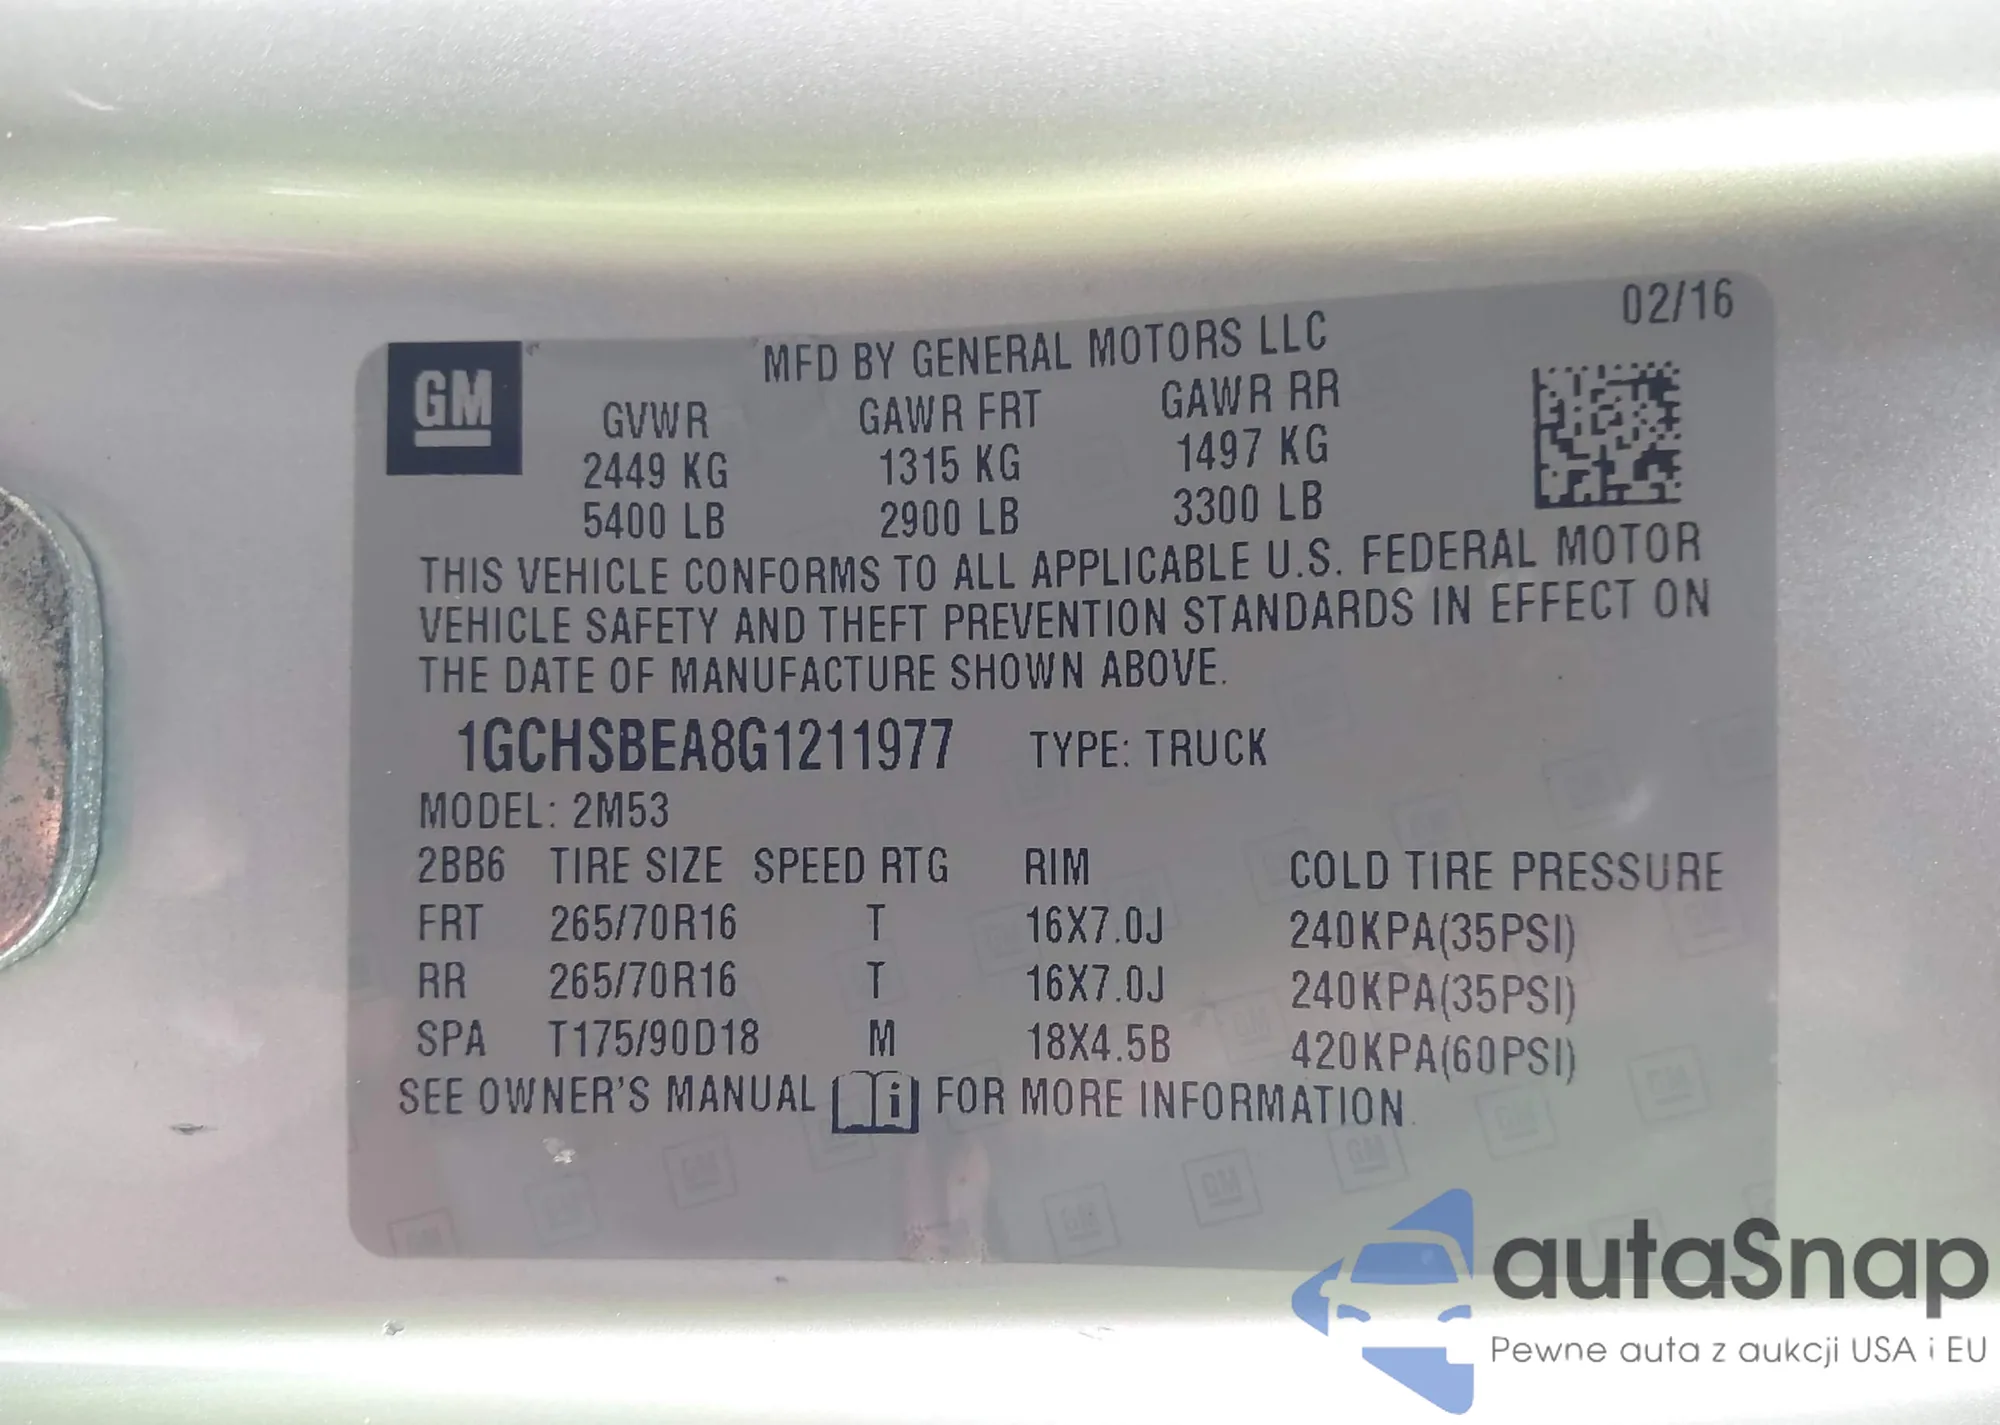 02/16
MFD BY GENERAL MOTORS LLC
GM
GVWR GAWR FRT GAWR RR
2449 KG 1315 KG 1497 KG
5400 LB 2900 LB 3300 LB
THIS VEHICLE CONFORMS TO ALL APPLICABLE U.S. FEDERAL MOTOR
VEHICLE SAFETY AND THEFT PREVENTION STANDARDS IN EFFECT ON
THE DATE OF MANUFACTURE SHOWN ABOVE.
1GCHSBEA8G1211977 TYPE: TRUCK
MODEL: 2M53
2BB6 TIRE SIZE SPEED RTG RIM COLD TIRE PRESSURE
FRT 265/70R16 T 16X7.0J 240KPA(35PSI)
RR 265/70R16 T 16X7.0J 240KPA(35PSI)
SPA T175/90D18 M 18X4.5B 420KPA(60PSI)
SEE OWNER'S MANUAL i FOR MORE INFORMATION.
autaSnap
Pewne auta z aukcji USA i EU